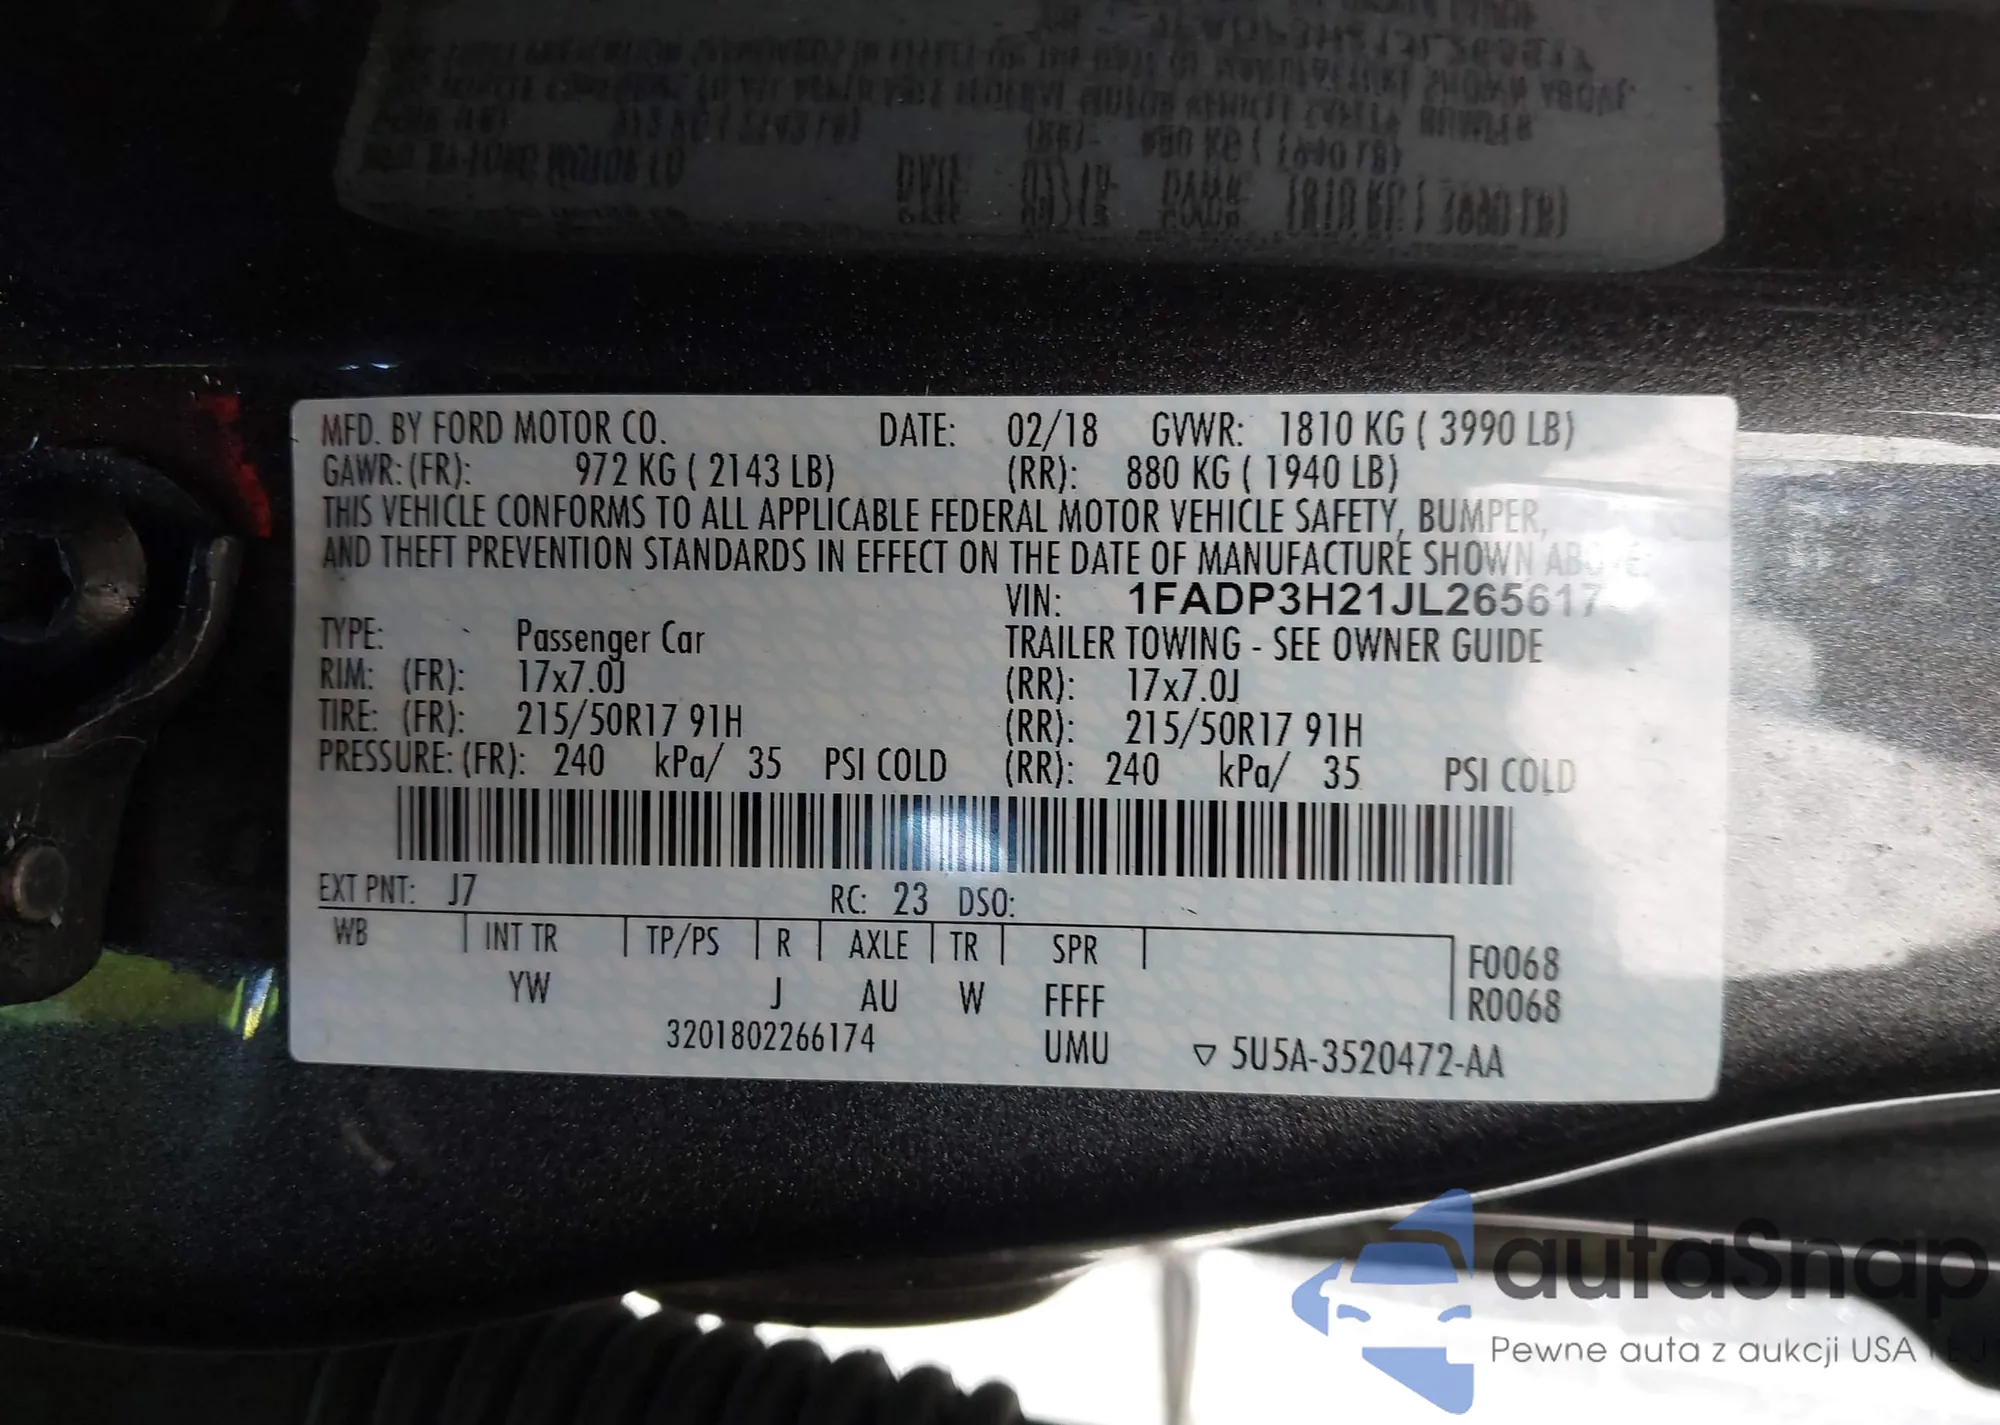 MFD. BY FORD MOTOR CO. DATE: 02/18 GVWR: 1810 KG ( 3990 LB)
GAWR: (FR): 972 KG ( 2143 LB) (RR): 880 KG ( 1940 LB)
THIS VEHICLE CONFORMS TO ALL APPLICABLE FEDERAL MOTOR VEHICLE SAFETY, BUMPER,
AND THEFT PREVENTION STANDARDS IN EFFECT ON THE DATE OF MANUFACTURE SHOWN ABOVE.
VIN: 1FADP3H21JL265617
TYPE: Passenger Car TRAILER TOWING - SEE OWNER GUIDE
RIM: (FR): 17x7.0J (RR): 17x7.0J
TIRE: (FR): 215/50R17 91H (RR): 215/50R17 91H
PRESSURE: (FR): 240 kPa/ 35 PSI COLD (RR): 240 kPa/ 35 PSI COLD
EXT PNT: J7 RC: 23 DSO:
WB INT TR TP/PS R AXLE TR SPR F0068
YW J AU W FFFF R0068
3201802266174 UMU ▽ 5U5A-3520472-AA
autaSnap
Pewne auta z aukcji USA